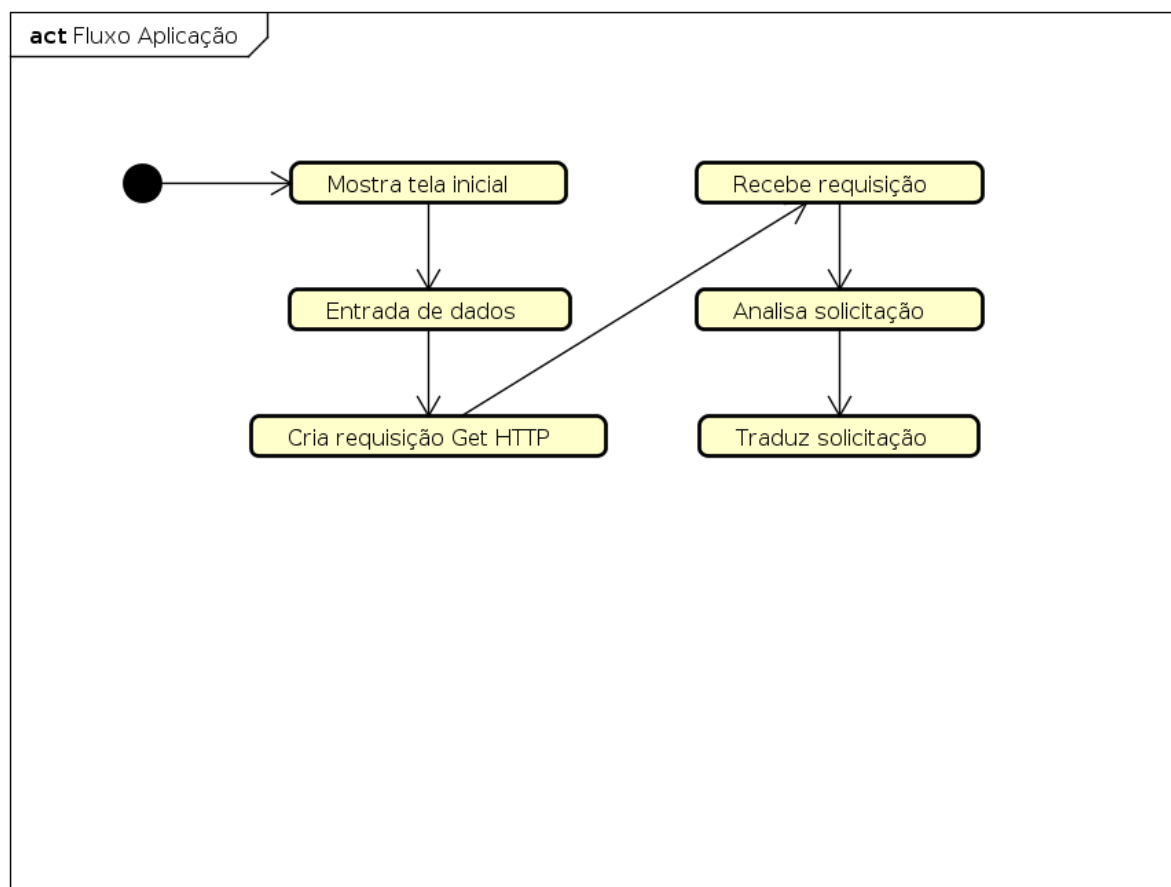 act Fluxo Aplicação
Mostra tela inicial
Entrada de dados
Cria requisição Get HTTP
Recebe requisição
Analisa solicitação
Traduz solicitação